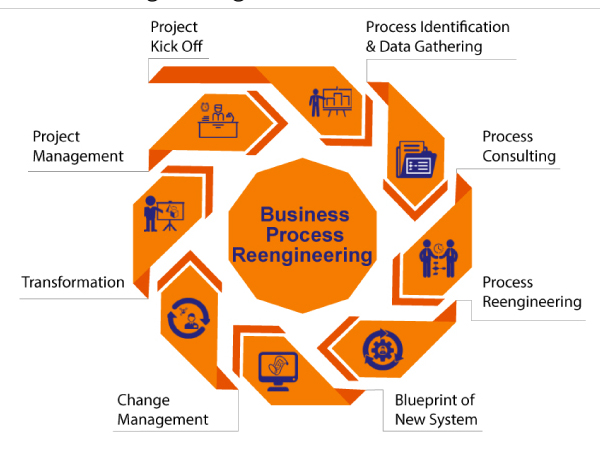 Project
Kick Off
Process Identification
& Data Gathering
Project
Management
Process
Consulting
Business
Process
Reengineering
Transformation
Process
Reengineering
Change
Management
Blueprint of
New System